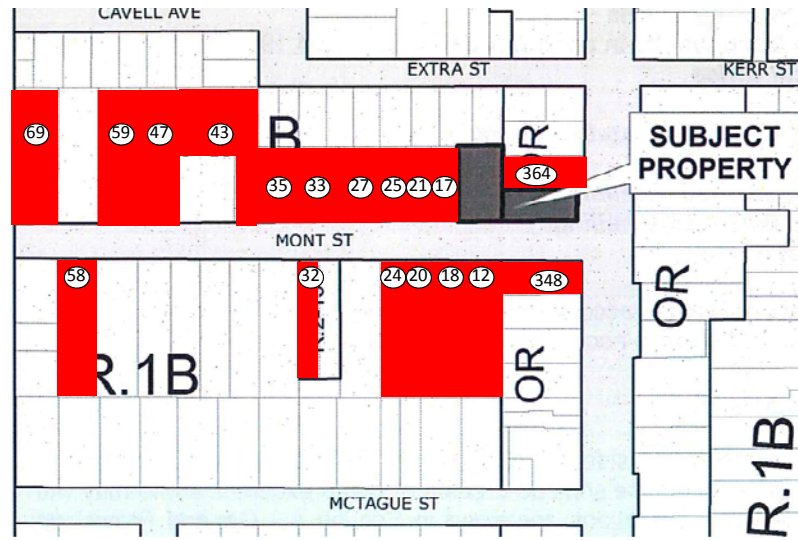 CAVELL AVE
EXTRA ST
KERR ST
69
59
47
43
B
OR
SUBJECT
PROPERTY
364
35
33
27
25
21
17
MONT ST
58
32
24
20
18
12
348
OR
R.1B
OR
R.1B
MCTAGUE ST